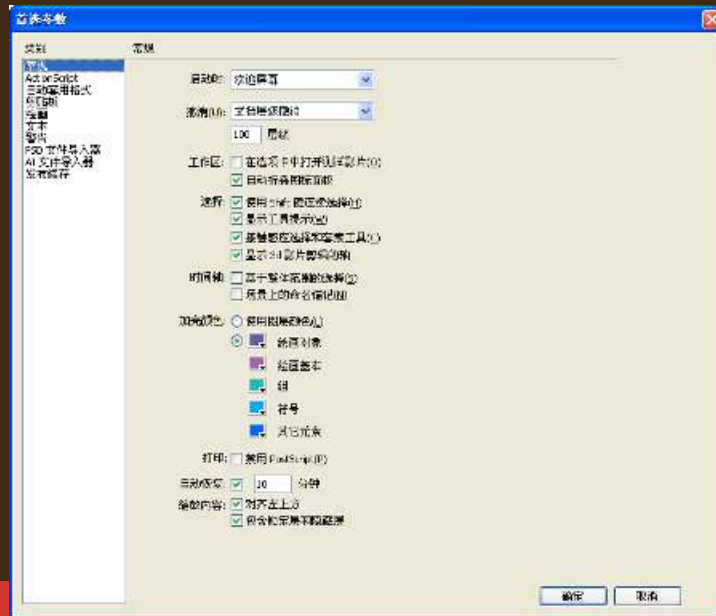 首选参数
类别
常规
常规
ActionScript
自动套用格式
剪贴板
绘画
文本
警告
PSD 文件导入器
AI 文件导入器
发布缓存
启动时: 欢迎屏幕
撤消(U): 文档层级撤消
100 层级
工作区: 在选项卡中打开测试影片(O)
自动折叠图标面板
选择: 使用 Shift 键连续选择(H)
显示工具提示(W)
接触感应选择和套索工具(C)
显示 3d 影片剪辑的轴
时间轴: 基于整体范围的选择(S)
场景上的命名锚记(N)
加亮颜色: 使用图层颜色(L)
绘画对象
绘画基本
组
符号
其它元素
打印: 禁用 PostScript(P)
自动恢复: 10 分钟
缩放内容: 对齐左上方
包含锁定层和隐藏层
确定 取消